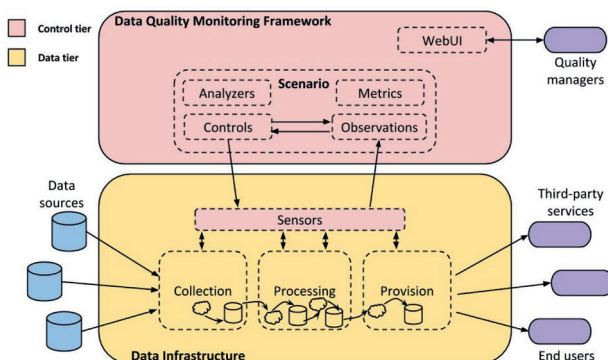 Data Quality Monitoring Framework
Control tier
Data tier
WebUI
Quality
managers
Scenario
Analyzers
Metrics
Controls
Observations
Data
sources
Sensors
Third-party
services
Collection
Processing
Provision
Data Infrastructure
End users